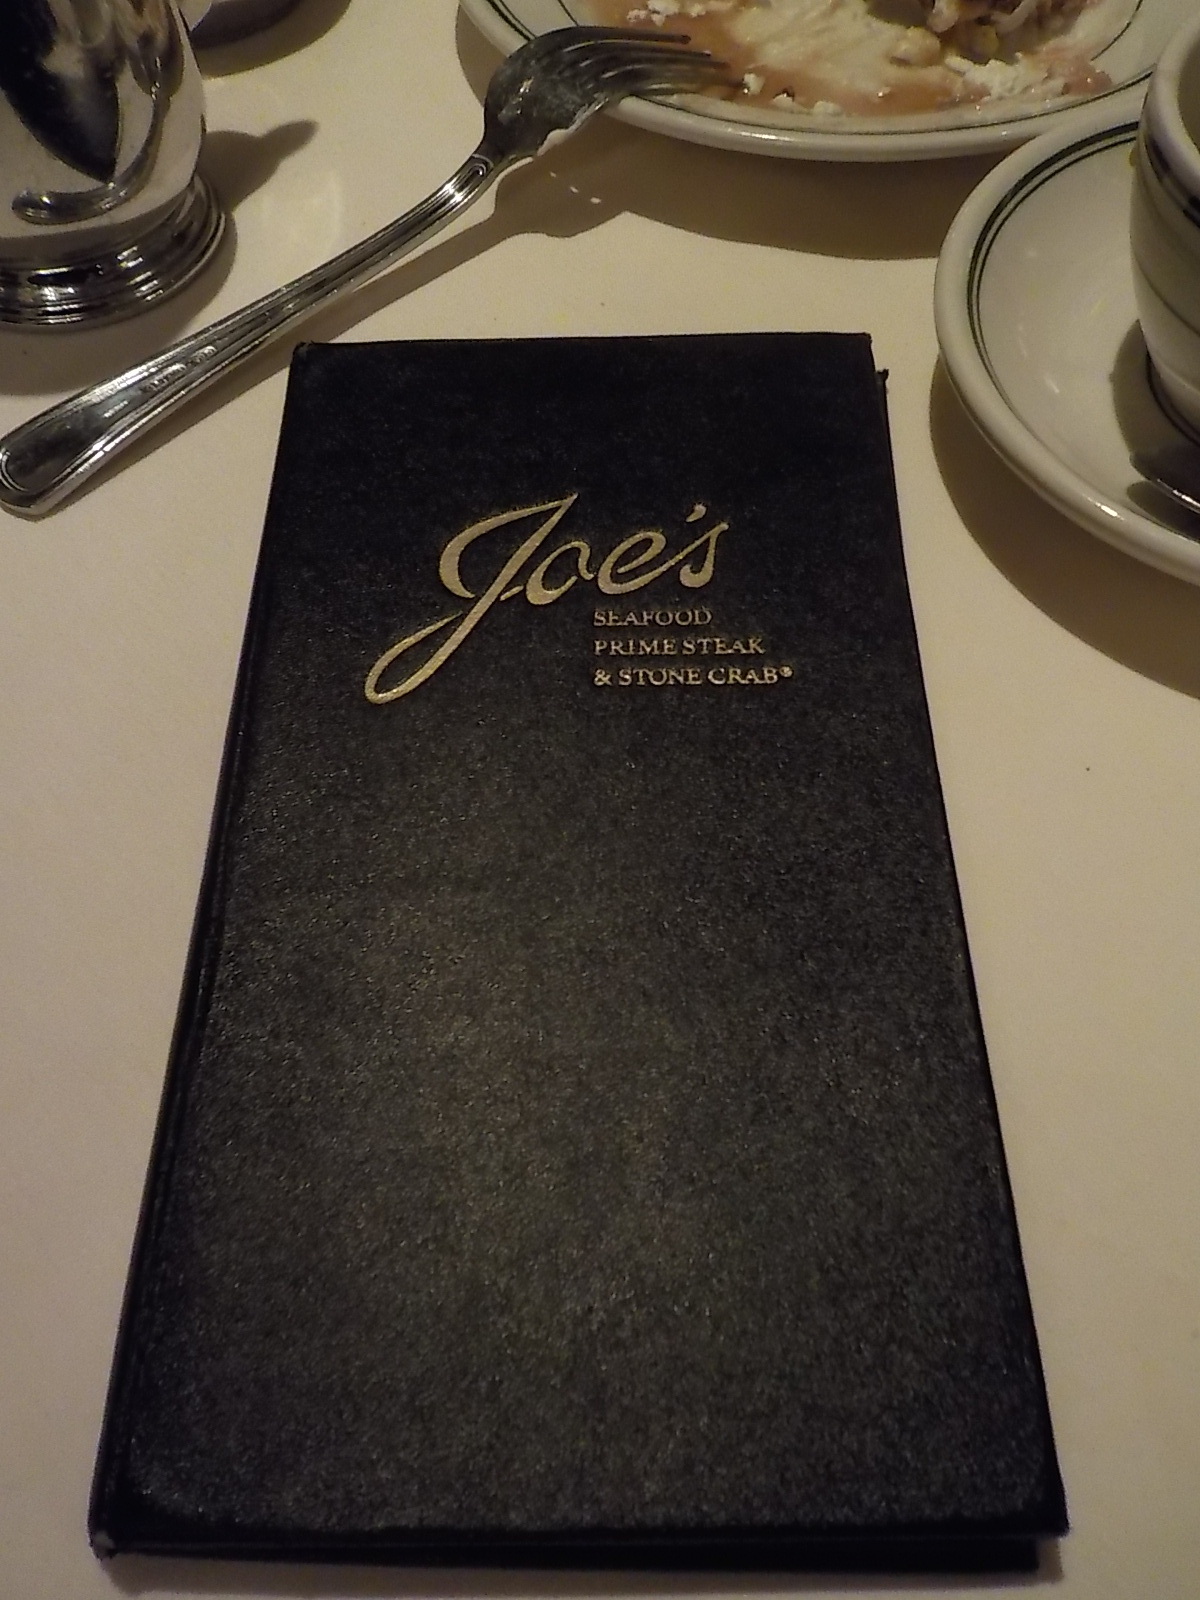 Joe's
SEAFOOD
PRIME STEAK
& STONE CRAB®